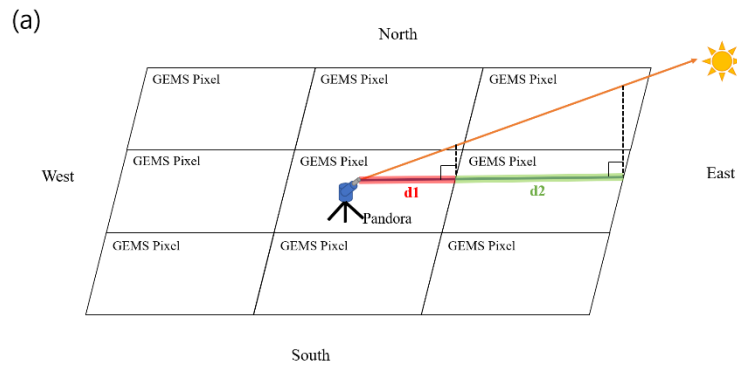 (a)
North
GEMS Pixel GEMS Pixel GEMS Pixel
West
GEMS Pixel GEMS Pixel GEMS Pixel
East
d1 d2
Pandora
GEMS Pixel GEMS Pixel GEMS Pixel
South